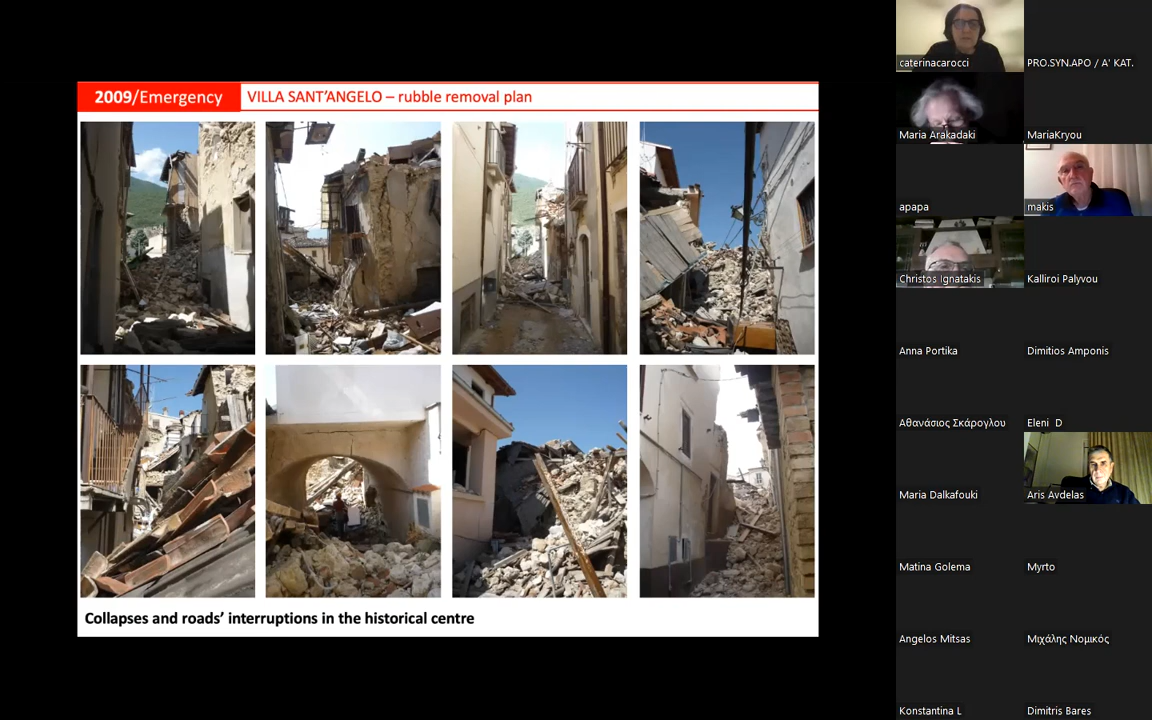 2009/Emergency
VILLA SANT’ANGELO – rubble removal plan
Collapses and roads’ interruptions in the historical centre
caterinacarocci
PRO.SYN.APO / A' KAT.
Maria Arakadaki
MariaKryou
apapa
makis
Christos Ignatakis
Kalliroi Palyvou
Anna Portika
Dimitios Amponis
Αθανάσιος Σκάρογλου
Eleni D
Maria Dalkafouki
Aris Avdelas
Matina Golema
Myrto
Angelos Mitsas
Μιχάλης Νομικός
Konstantina L
Dimitris Bares